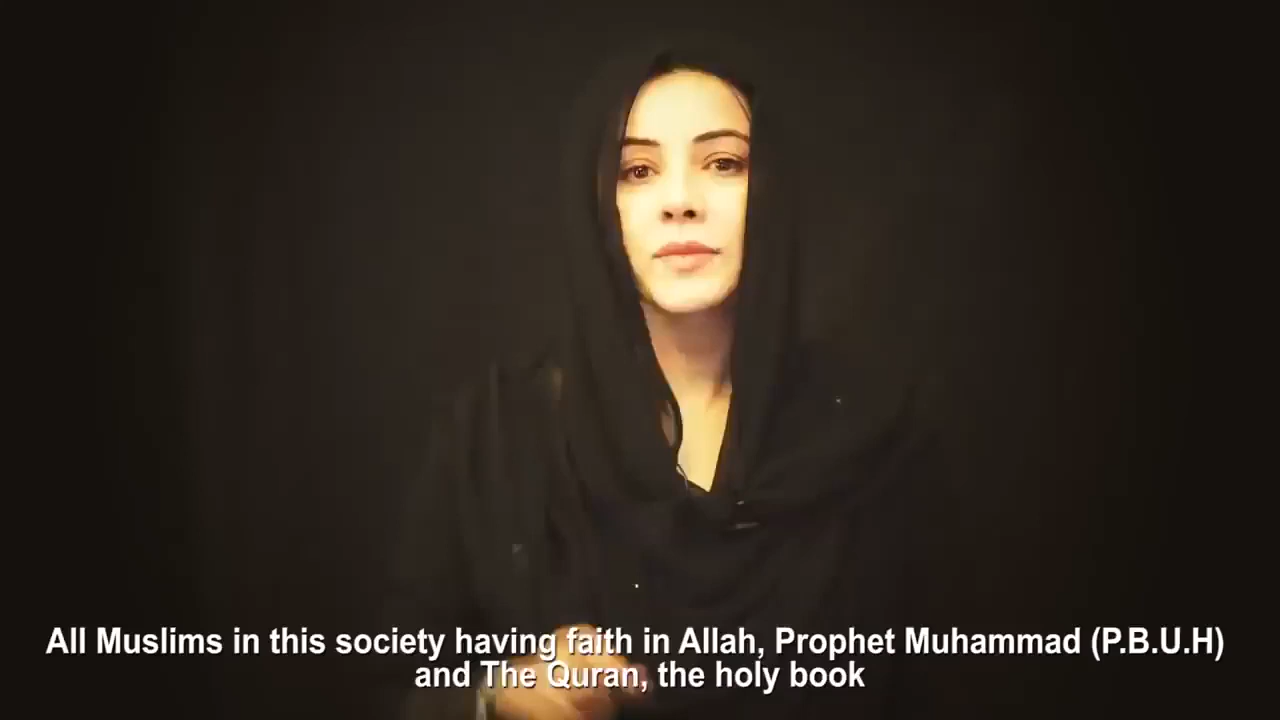 All Muslims in this society having faith in Allah, Prophet Muhammad (P.B.U.H)
and The Quran, the holy book